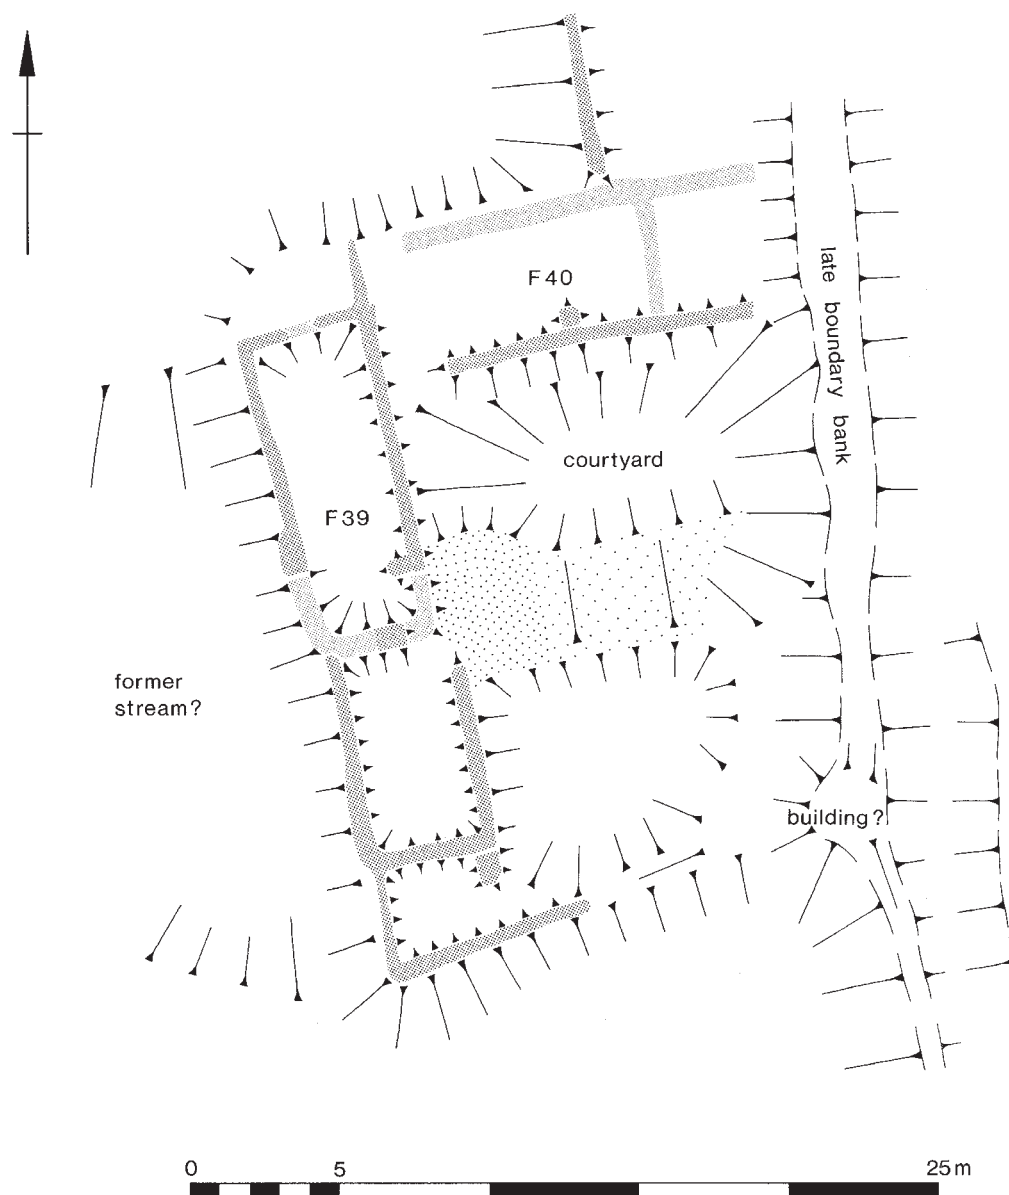 F40
late boundary bank
courtyard
F39
former
stream?
building?
0 5 25m